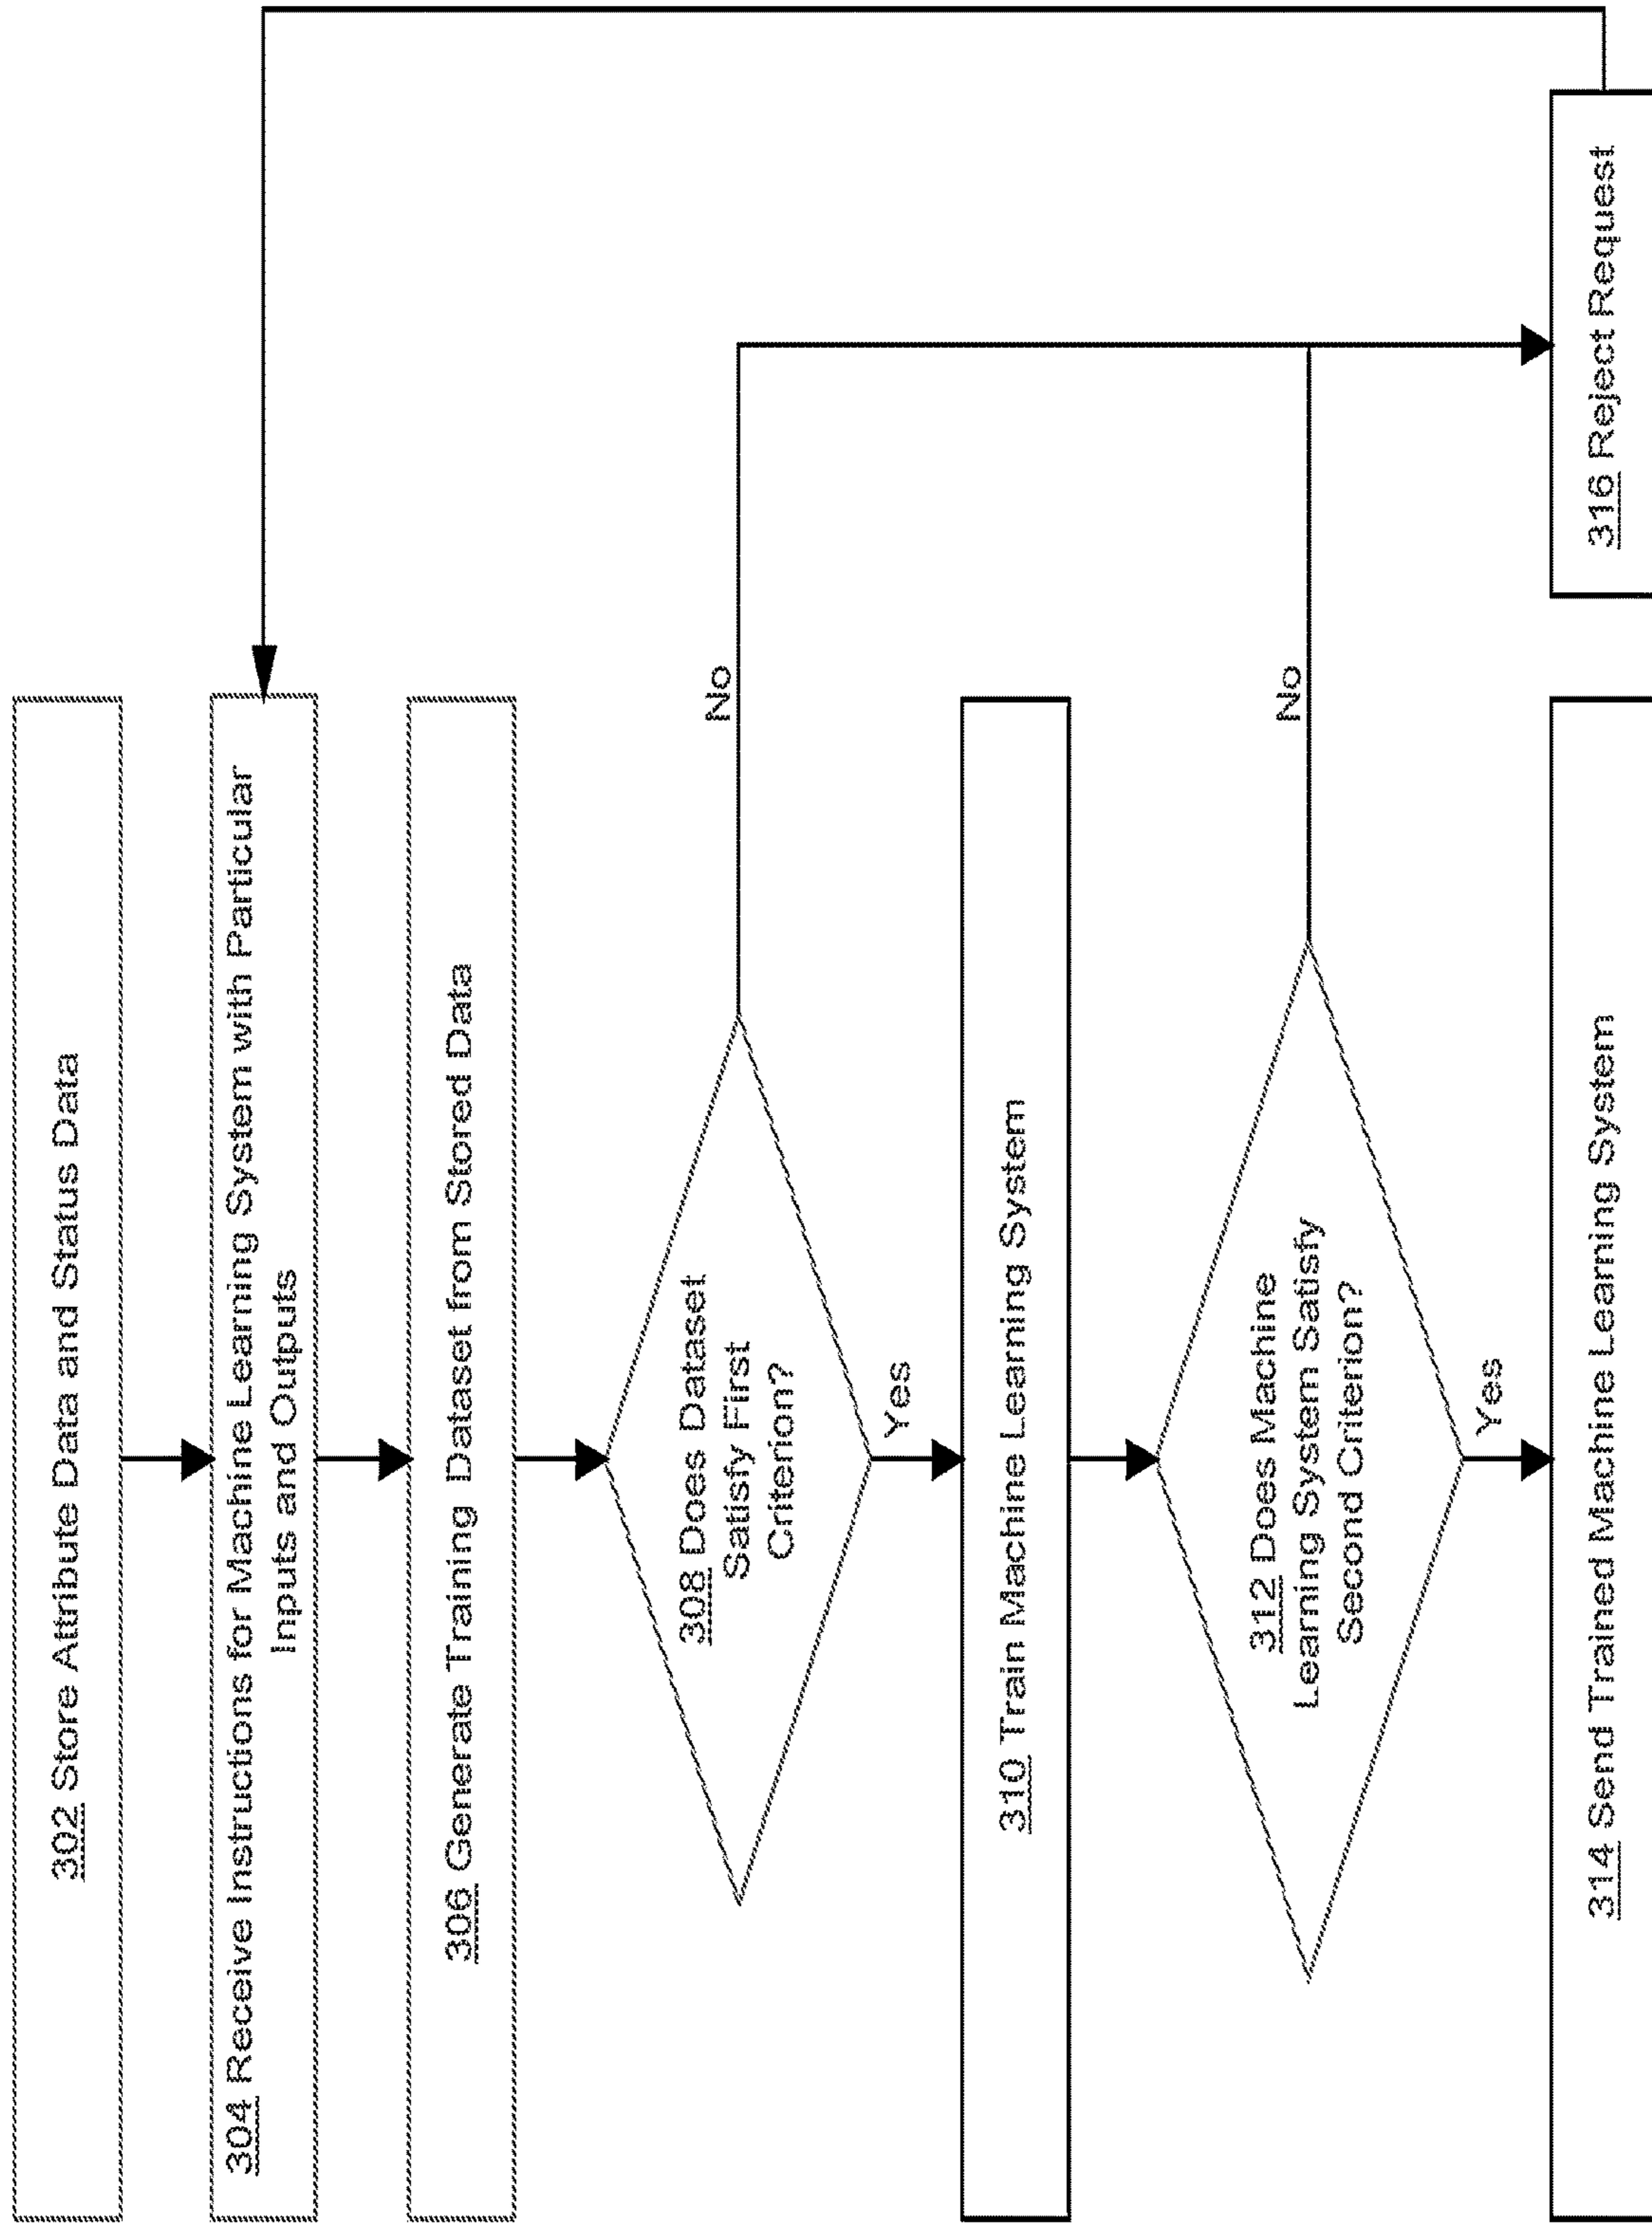 302 Store Attribute Data and Status Data
304 Receive Instructions for Machine Learning System with Particular
Inputs and Outputs
306 Generate Training Dataset from Stored Data
308 Does Dataset
Satisfy First
Criterion?
No
Yes
310 Train Machine Learning System
312 Does Machine
Learning System Satisfy
Second Criterion?
No
Yes
314 Send Trained Machine Learning System
316 Reject Request